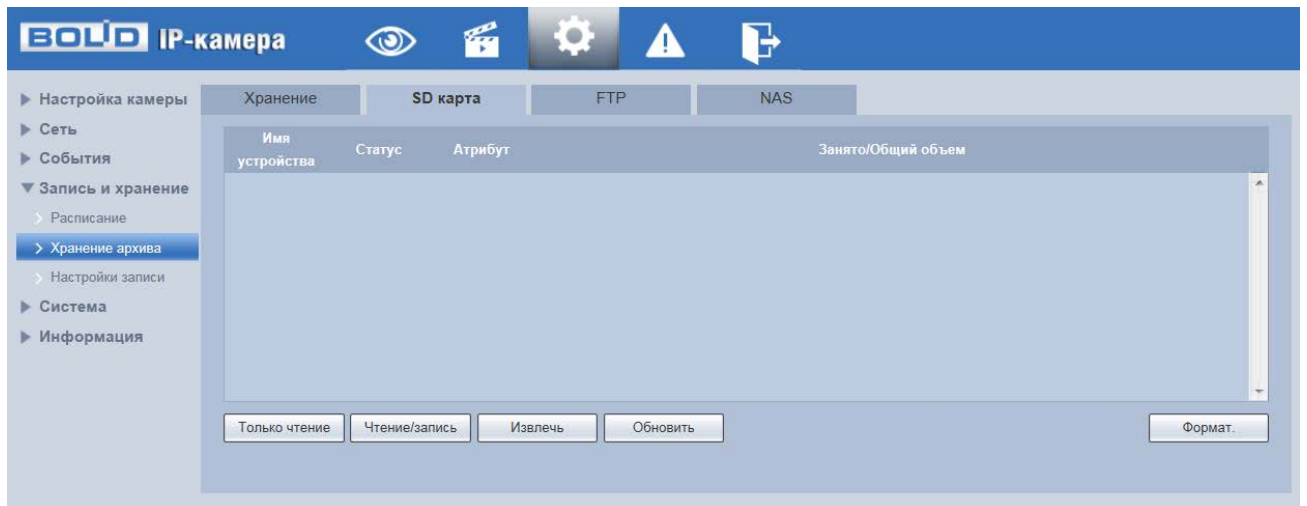 BOLID IP-камера
Настройка камеры
Сеть
События
Запись и хранение
Расписание
Хранение архива
Настройки записи
Система
Информация
Хранение SD карта FTP NAS
Имя устройства Статус Атрибут Занято/Общий объем
Только чтение Чтение/запись Извлечь Обновить Формат.